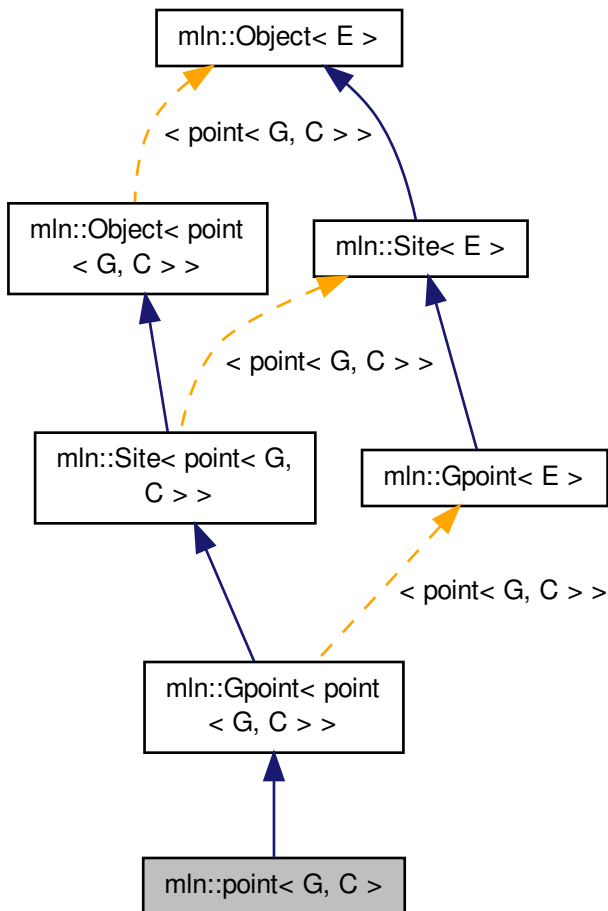 mln::Object< E >
< point< G, C > >
mln::Object< point
< G, C > >
mln::Site< E >
< point< G, C > >
mln::Site< point< G,
C > >
mln::Gpoint< E >
< point< G, C > >
mln::Gpoint< point
< G, C > >
mln::point< G, C >